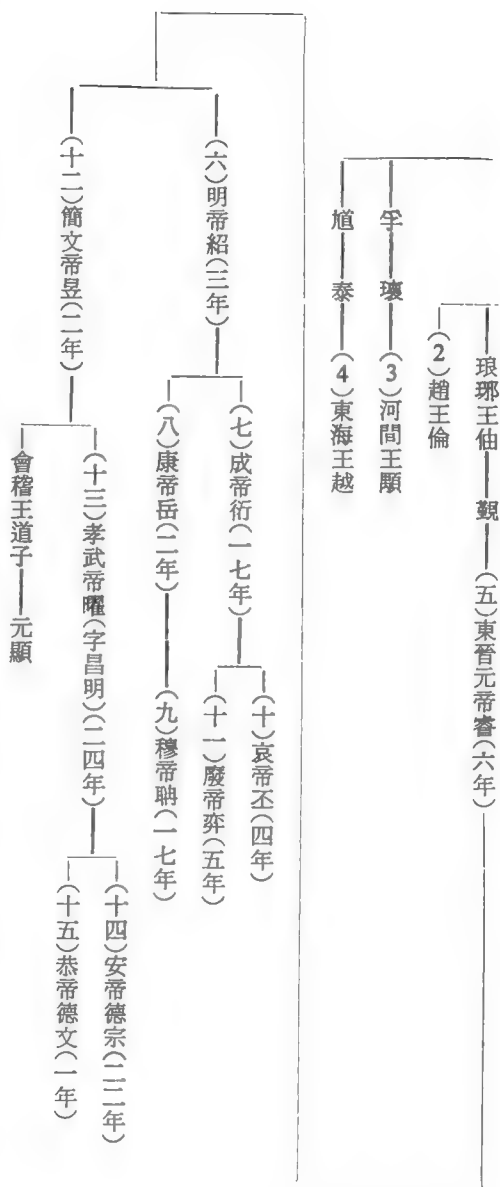 琅邪王伷 覲 (五)東晉元帝睿(六年)
(2)趙王倫
孚 瓌 (3)河間王顒
馗 泰 (4)東海王越
(十)哀帝丕(四年)
(七)成帝衍(一七年)
(十一)廢帝弈(五年)
(六)明帝紹(三年)
(八)康帝岳(二年) (九)穆帝聃(一七年)
(十四)安帝德宗(二二年)
(十三)孝武帝曜(字昌明)(二四年)
(十五)恭帝德文(一年)
(十二)簡文帝昱(二年)
會稽王道子 元顯